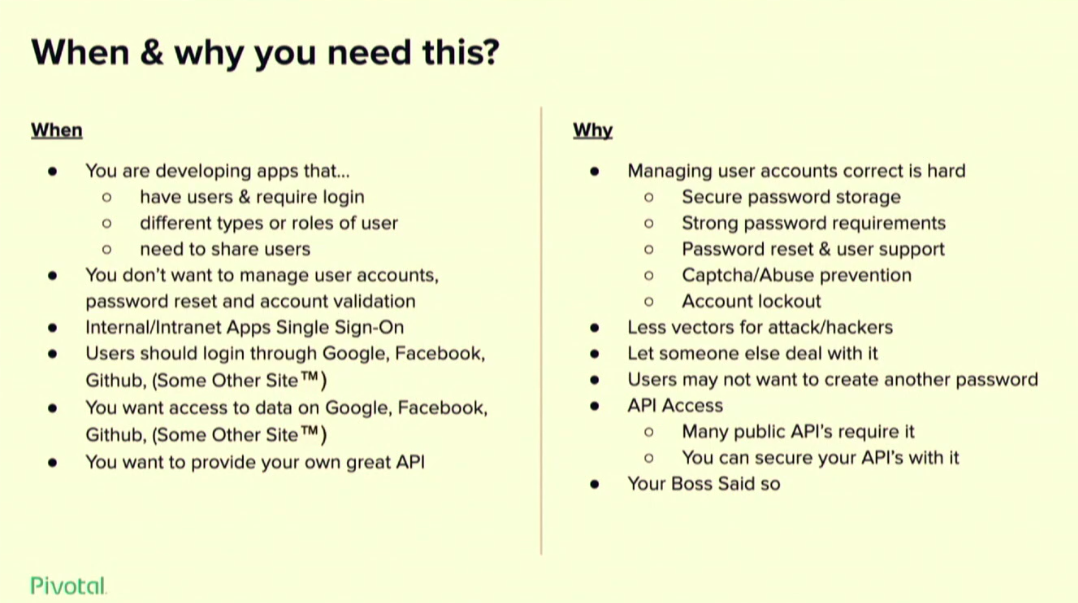 When & why you need this?
When
● You are developing apps that...
○ have users & require login
○ different types or roles of user
○ need to share users
● You don't want to manage user accounts,
password reset and account validation
● Internal/Intranet Apps Single Sign-On
● Users should login through Google, Facebook,
Github, (Some Other Site™)
● You want access to data on Google, Facebook,
Github, (Some Other Site™)
● You want to provide your own great API
Why
● Managing user accounts correct is hard
○ Secure password storage
○ Strong password requirements
○ Password reset & user support
○ Captcha/Abuse prevention
○ Account lockout
● Less vectors for attack/hackers
● Let someone else deal with it
● Users may not want to create another password
● API Access
○ Many public API's require it
○ You can secure your API's with it
● Your Boss Said so
Pivotal